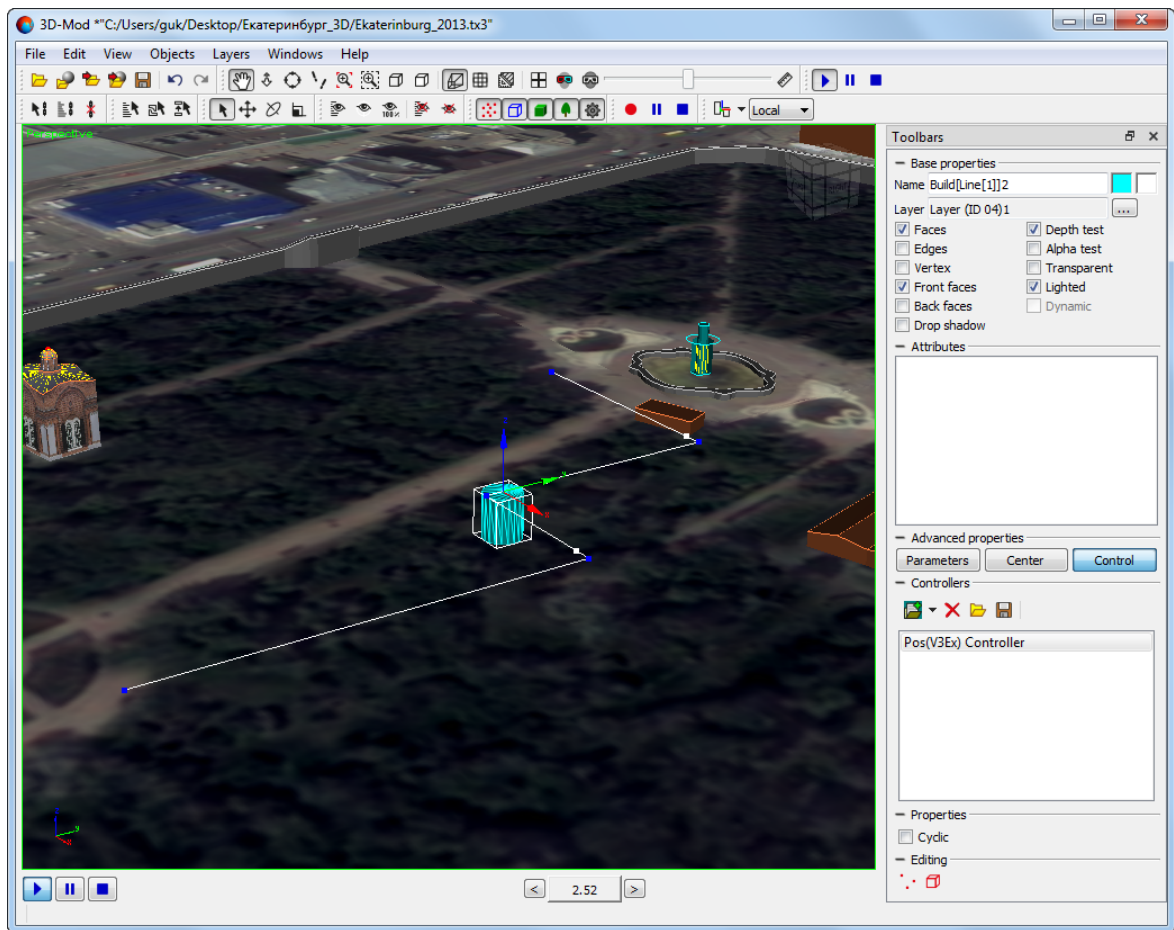 3D-Mod *"C:/Users/guk/Desktop/Екатеринбург_3D/Ekaterinburg_2013.tx3"
File Edit View Objects Layers Windows Help
100%
Local
Perspective
Toolbars
Base properties
Name Build[Line[1]]2
Layer Layer (ID 04)1 ...
Faces Depth test
Edges Alpha test
Vertex Transparent
Front faces Lighted
Back faces Dynamic
Drop shadow
Attributes
Advanced properties
Parameters Center Control
Controllers
Pos(V3Ex) Controller
Properties
Cyclic
Editing
< 2.52 >